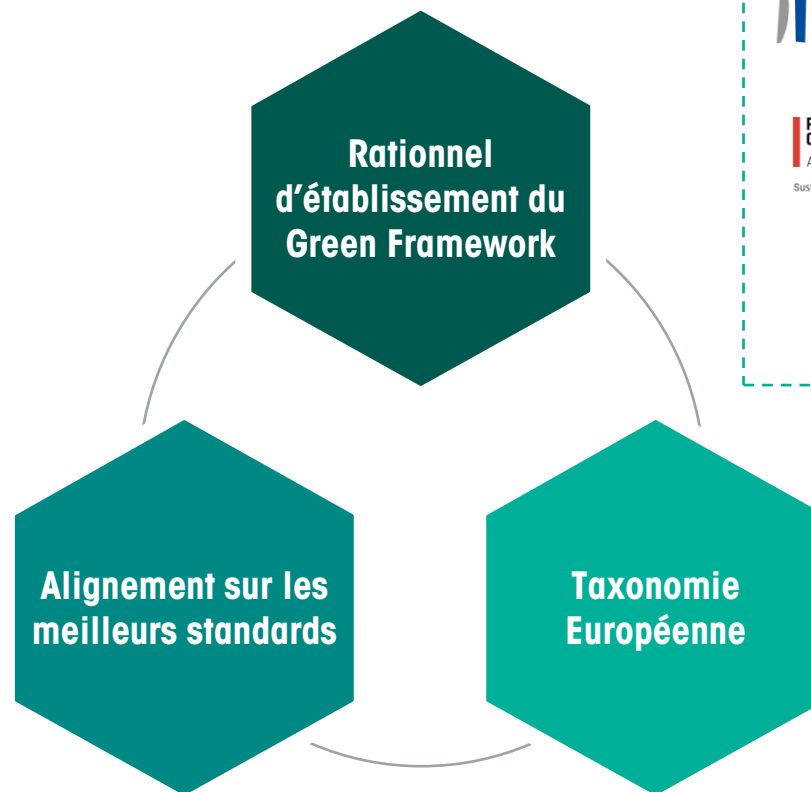 Rationnel
d'établissement du
Green Framework
Alignement sur les
meilleurs standards
Taxonomie
Européenne